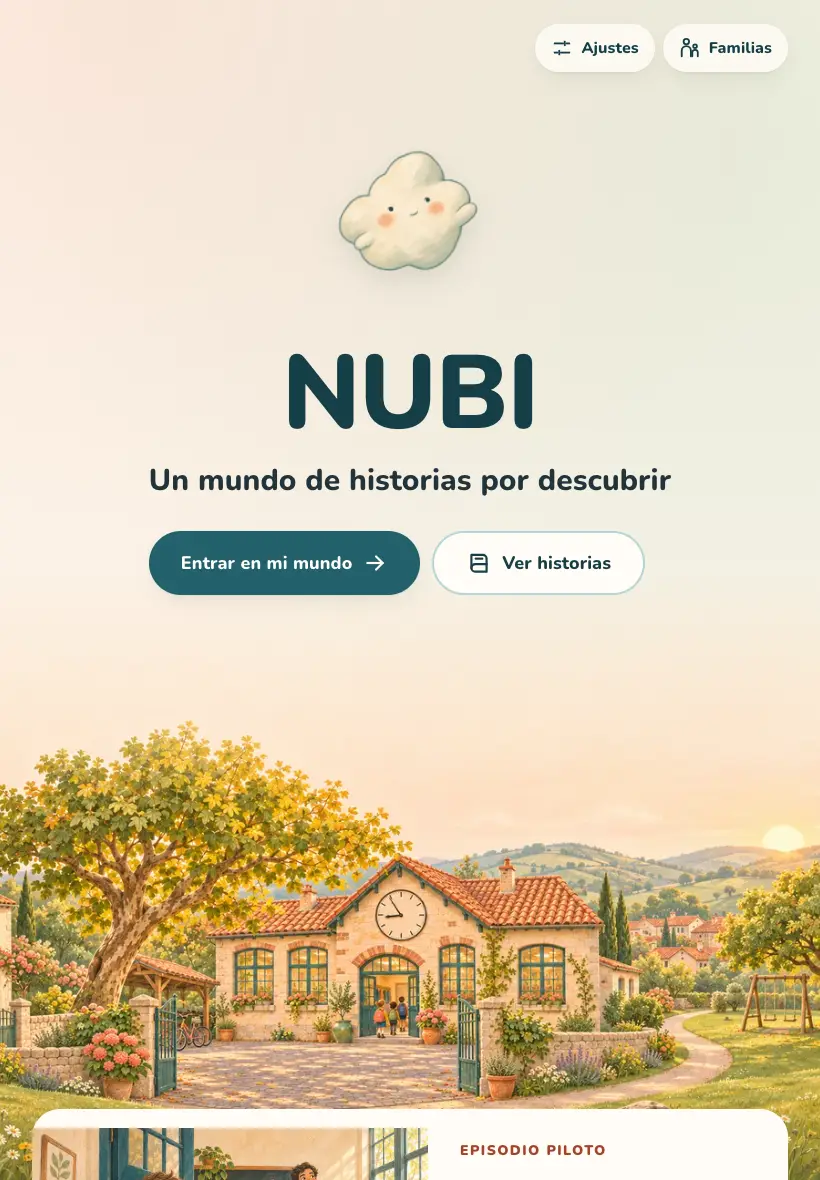 Ajustes
Familias
NUBI
Un mundo de historias por descubrir
Entrar en mi mundo
Ver historias
EPISODIO PILOTO